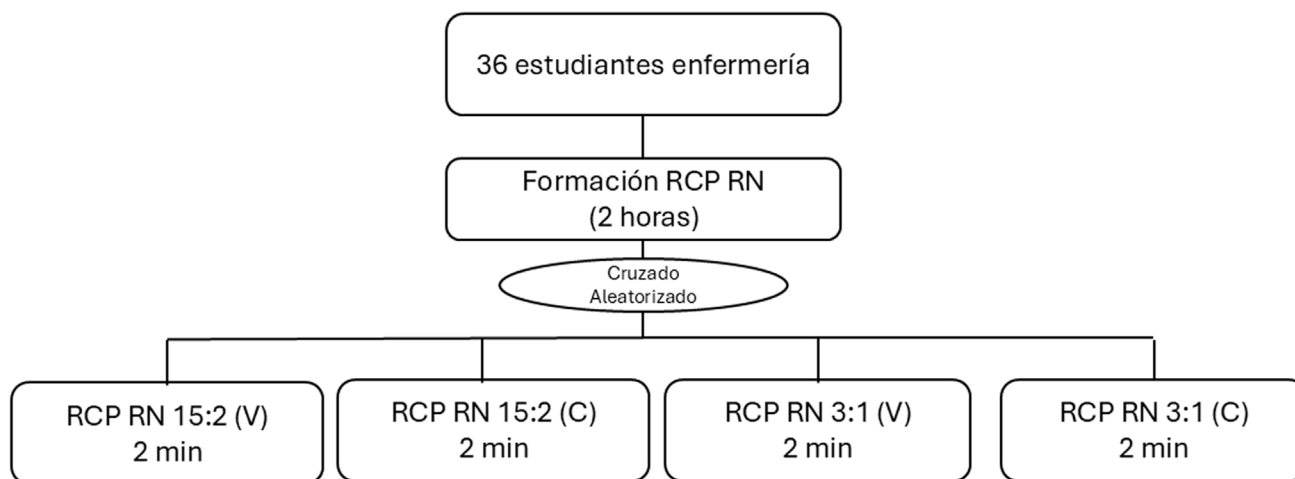 36 estudiantes enfermería
Formación RCP RN
(2 horas)
Cruzado
Aleatorizado
RCP RN 15:2 (V)
2 min
RCP RN 15:2 (C)
2 min
RCP RN 3:1 (V)
2 min
RCP RN 3:1 (C)
2 min